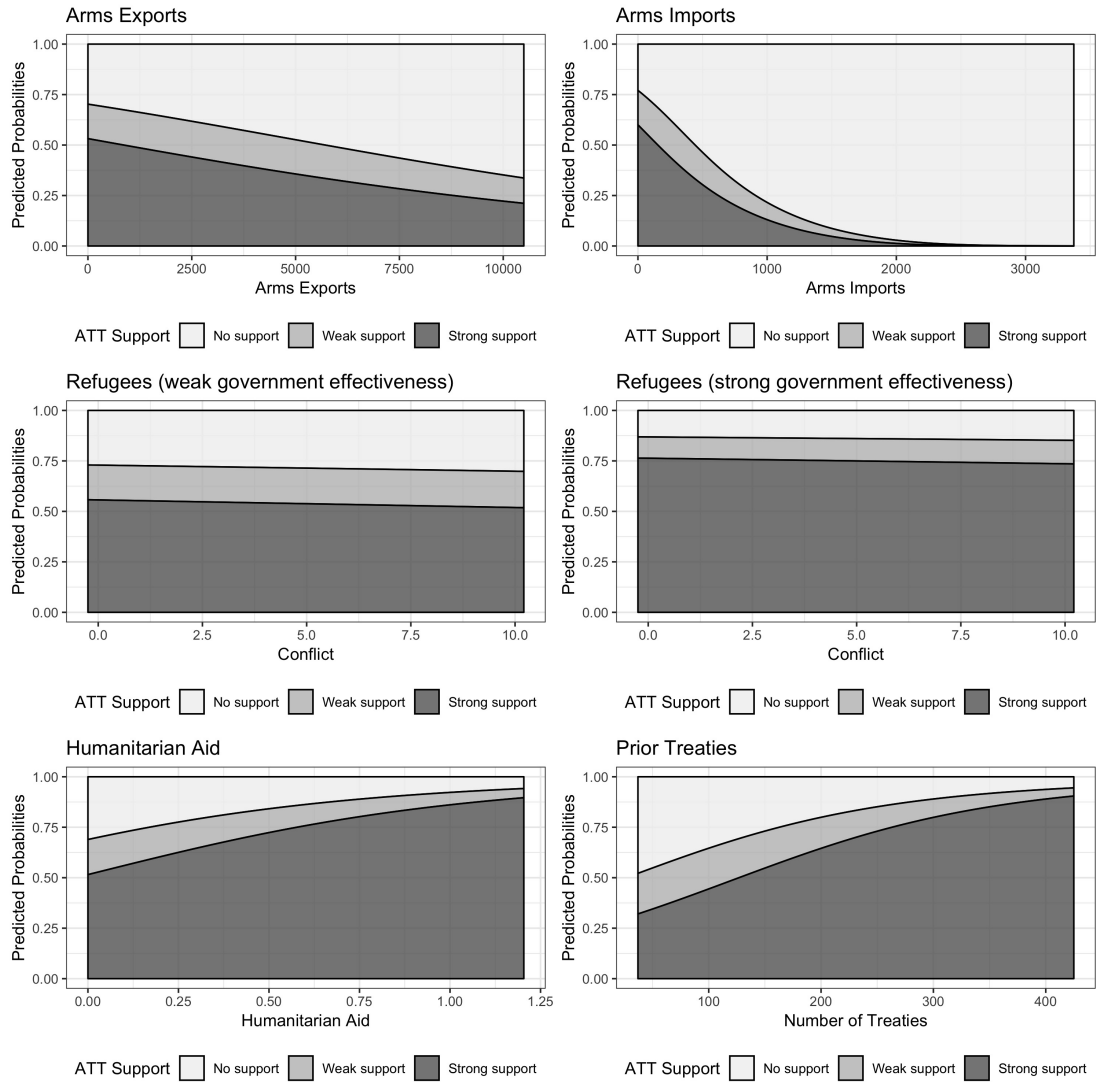 Arms Exports
Predicted Probabilities
1.00
0.75
0.50
0.25
0.00
0 2500 5000 7500 10000
Arms Exports
ATT Support No support Weak support Strong support
Arms Imports
Predicted Probabilities
1.00
0.75
0.50
0.25
0.00
0 1000 2000 3000
Arms Imports
ATT Support No support Weak support Strong support
Refugees (weak government effectiveness)
Predicted Probabilities
1.00
0.75
0.50
0.25
0.00
0.0 2.5 5.0 7.5 10.0
Conflict
ATT Support No support Weak support Strong support
Refugees (strong government effectiveness)
Predicted Probabilities
1.00
0.75
0.50
0.25
0.00
0.0 2.5 5.0 7.5 10.0
Conflict
ATT Support No support Weak support Strong support
Humanitarian Aid
Predicted Probabilities
1.00
0.75
0.50
0.25
0.00
0.00 0.25 0.50 0.75 1.00 1.25
Humanitarian Aid
ATT Support No support Weak support Strong support
Prior Treaties
Predicted Probabilities
1.00
0.75
0.50
0.25
0.00
100 200 300 400
Number of Treaties
ATT Support No support Weak support Strong support